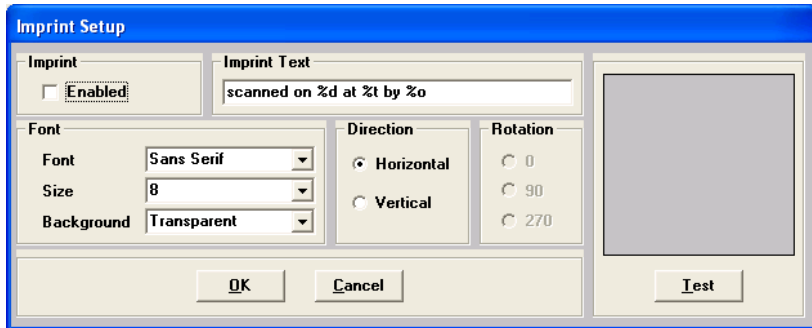 Imprint Setup
Imprint
Enabled
Imprint Text
scanned on %d at %t by %o
Font
Font Sans Serif
Size 8
Background Transparent
Direction
Horizontal
Vertical
Rotation
0
90
270
OK Cancel
Test